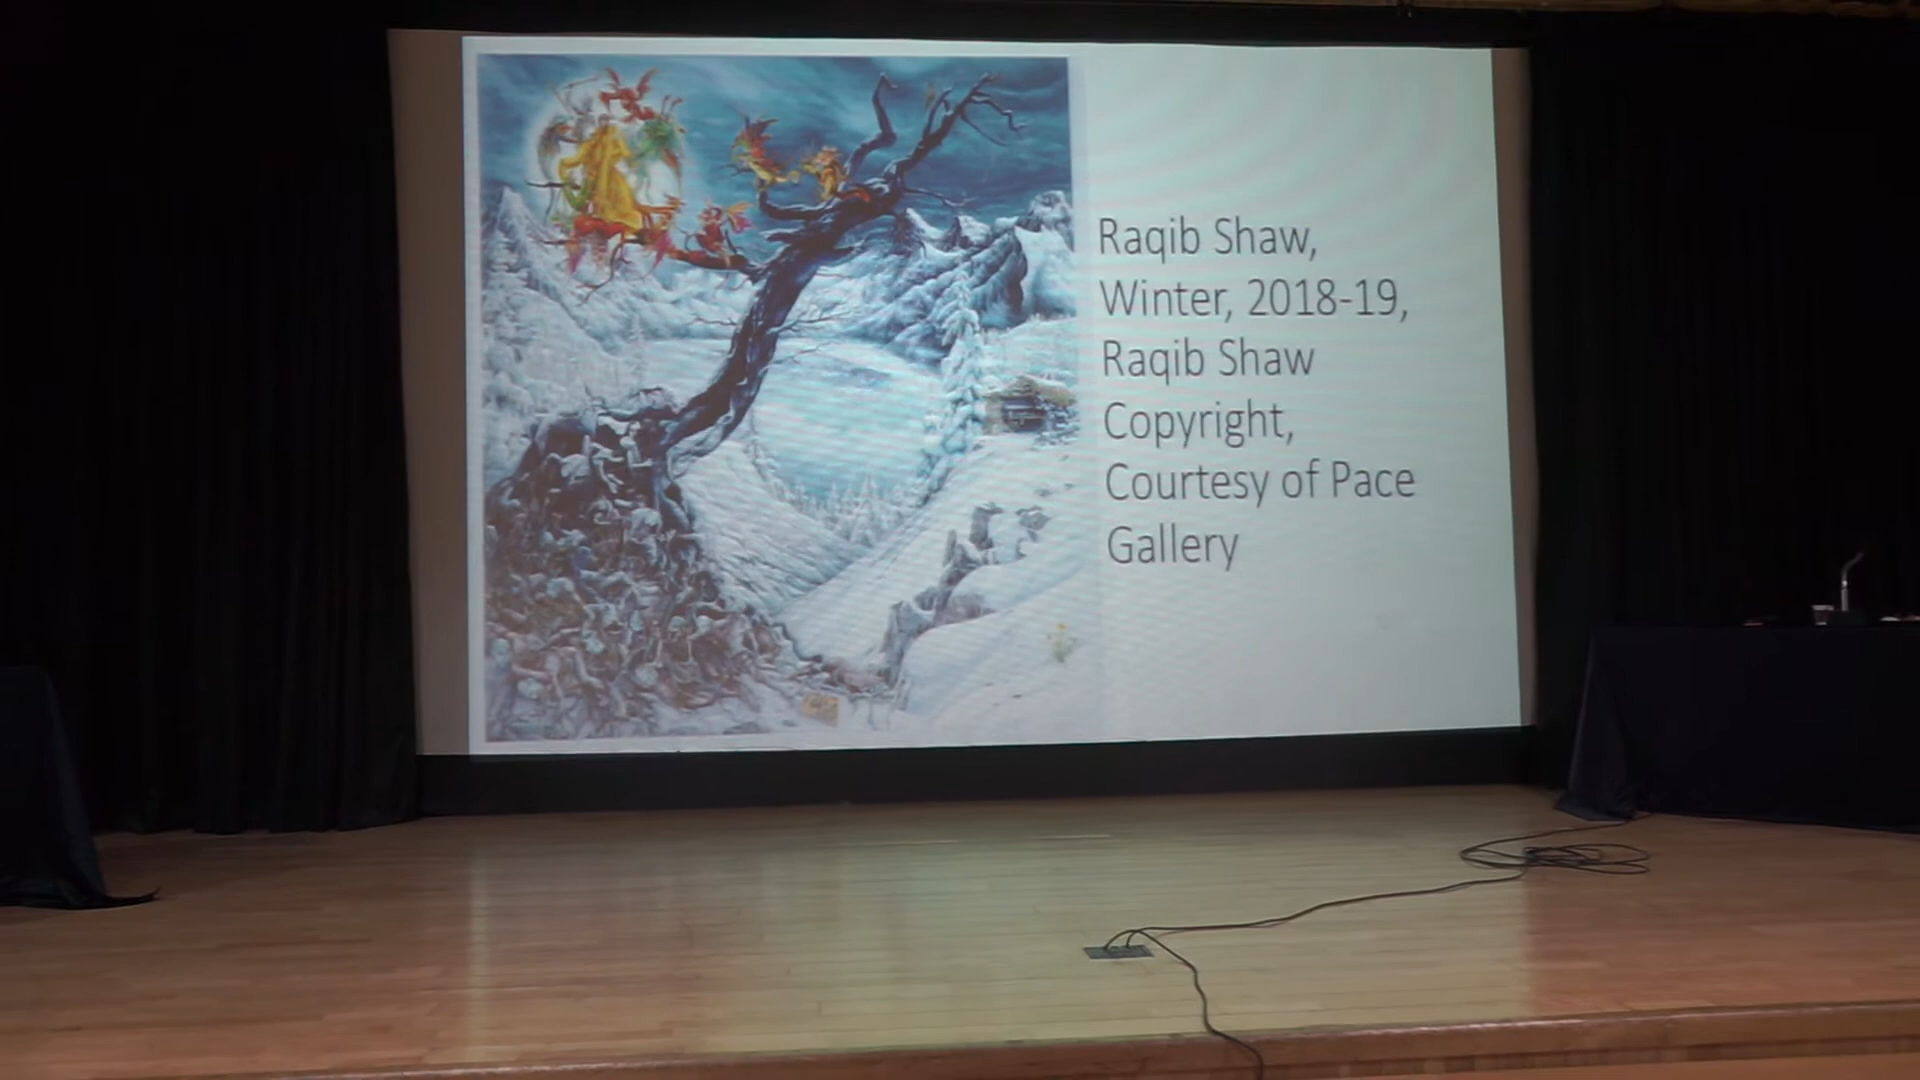 Raqib Shaw,
Winter, 2018-19,
Raqib Shaw
Copyright,
Courtesy of Pace
Gallery